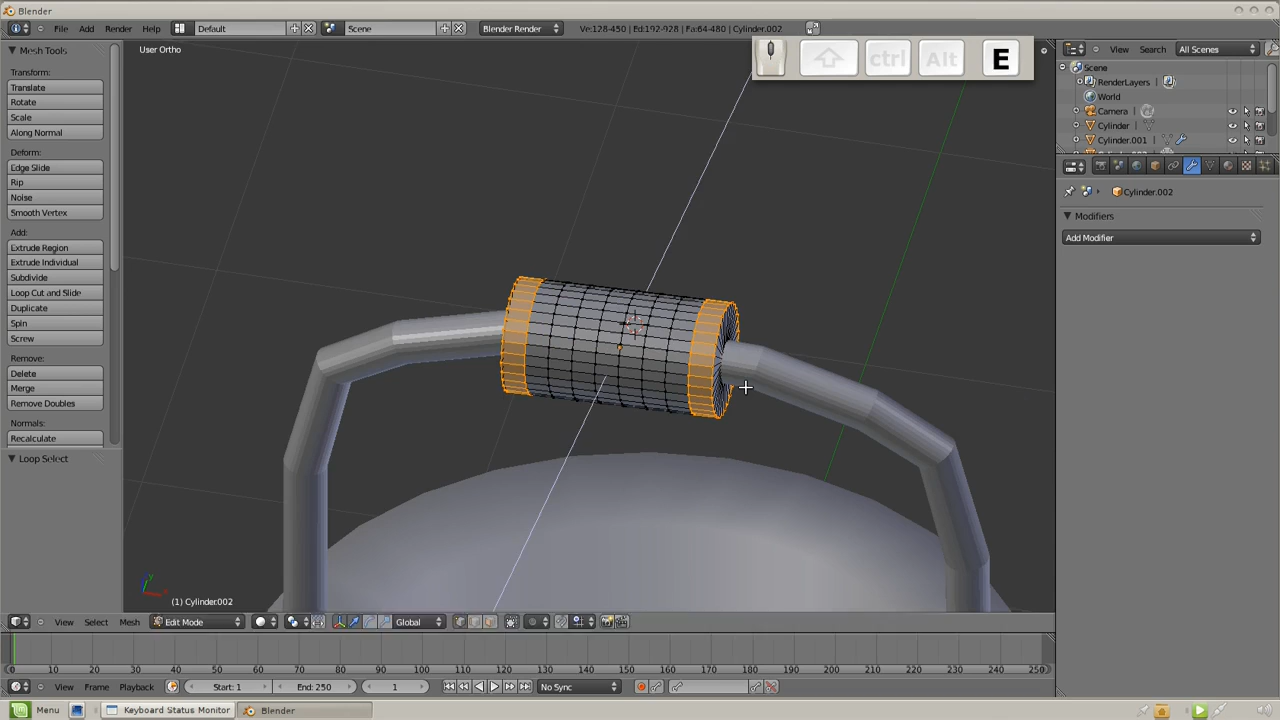 Blender
File Add Render Help Default Scene Blender Render Ve:128-450 | Ed:192-928 | Fa:64-480 | Cylinder.002
Mesh Tools
User Ortho
View Search All Scenes
ctrl Alt E
Scene
RenderLayers
World
Camera
Cylinder
Cylinder.001
Cylinder.002
Modifiers
Add Modifier
Transform:
Translate
Rotate
Scale
Along Normal
Deform:
Edge Slide
Rip
Noise
Smooth Vertex
Add:
Extrude Region
Extrude Individual
Subdivide
Loop Cut and Slide
Duplicate
Spin
Screw
Remove:
Delete
Merge
Remove Doubles
Normals:
Recalculate
Loop Select
(1) Cylinder.002
View Select Mesh Edit Mode Global
0 10 20 30 40 50 60 70 80 90 100 110 120 130 140 150 160 170 180 190 200 210 220 230 240 250
View Frame Playback Start: 1 End: 250 1 No Sync
Menu Keyboard Status Monitor Blender